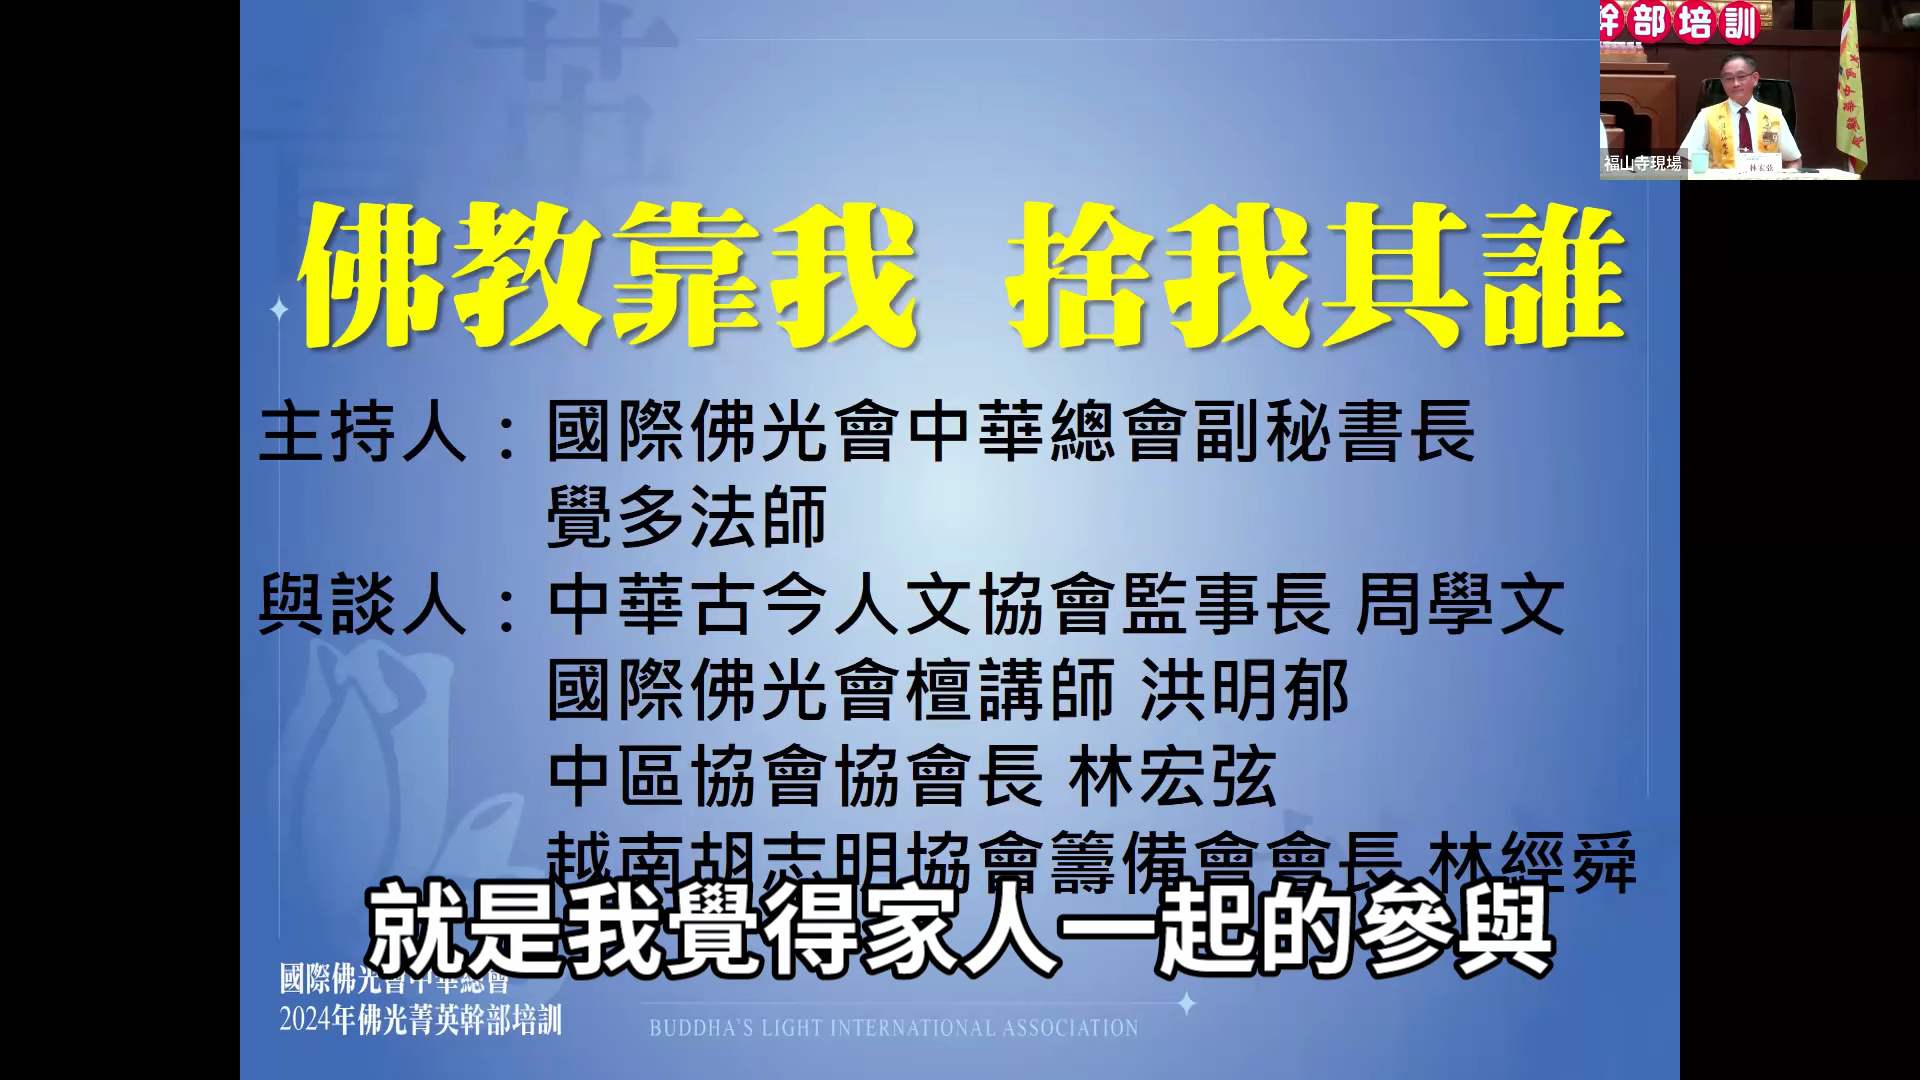 幹部培訓
福山寺現場
林宏弦
佛教靠我 捨我其誰
主持人：國際佛光會中華總會副秘書長
覺多法師
與談人：中華古今人文協會監事長 周學文
國際佛光會檀講師 洪明郁
中區協會協會長 林宏弦
越南胡志明協會籌備會會長 林經舜
就是我覺得家人一起的參與
國際佛光會中華總會
2024年佛光菁英幹部培訓
BUDDHA'S LIGHT INTERNATIONAL ASSOCIATION